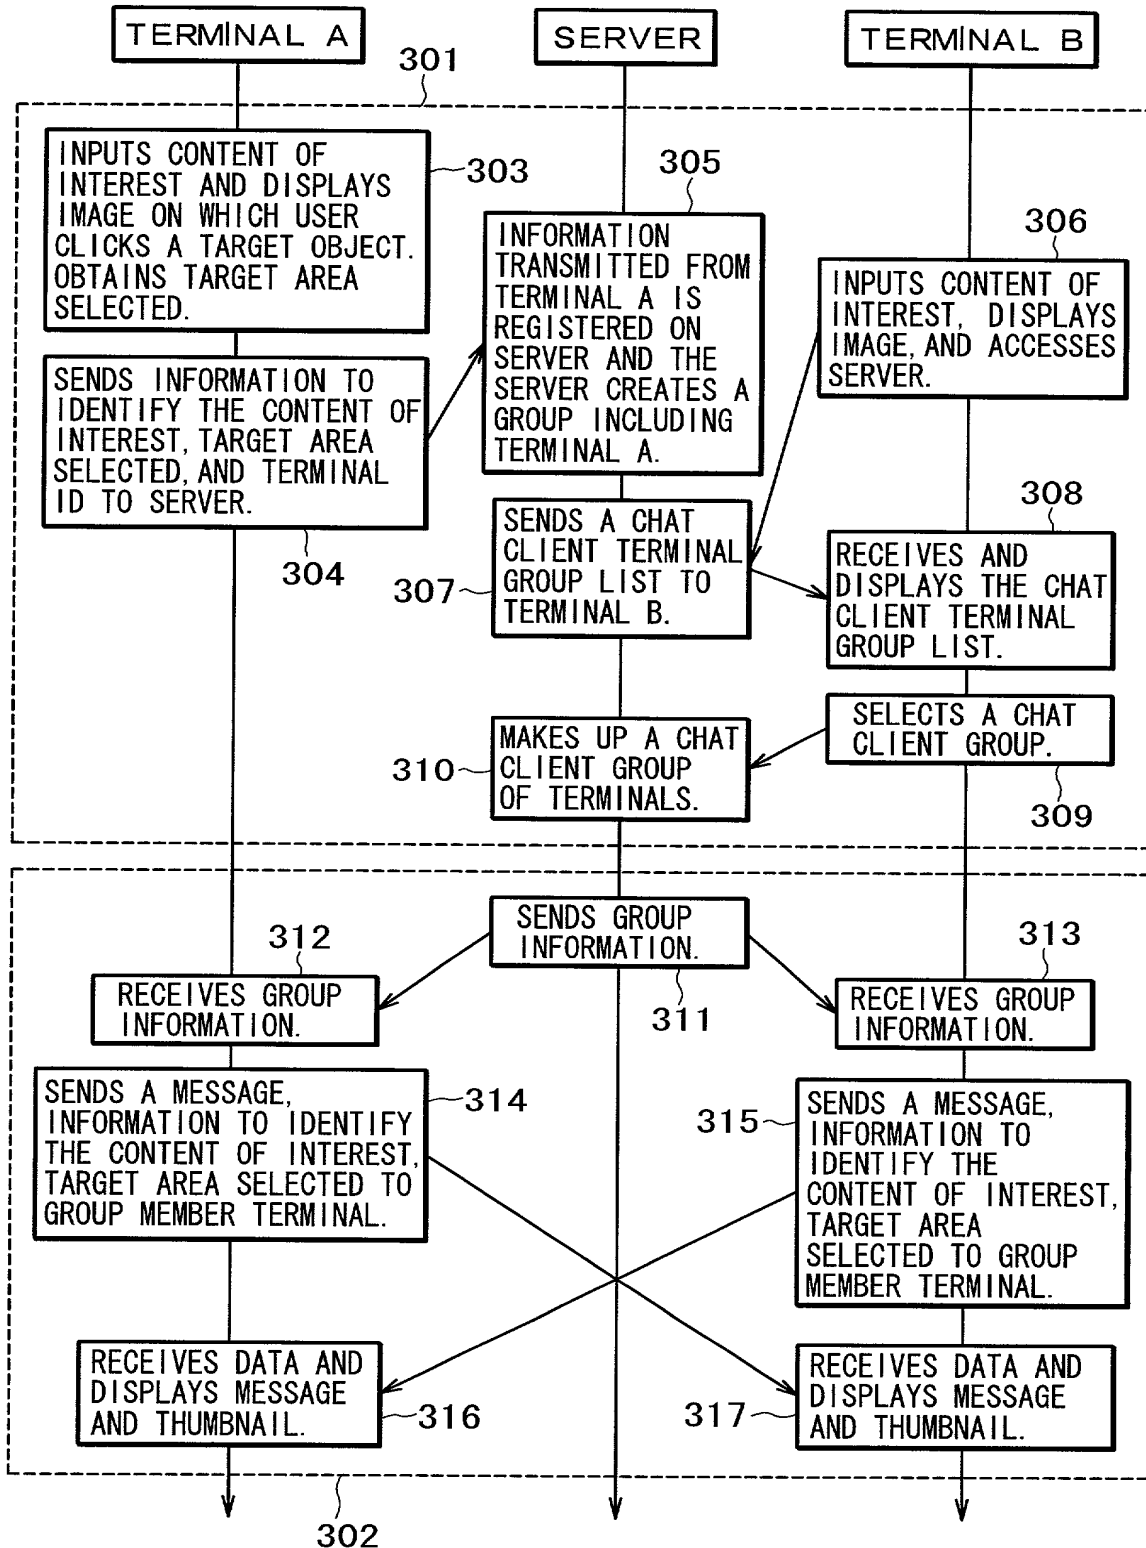 TERMINAL A
SERVER
TERMINAL B
301
INPUTS CONTENT OF
INTEREST AND DISPLAYS
IMAGE ON WHICH USER
CLICKS A TARGET OBJECT.
OBTAINS TARGET AREA
SELECTED.
303
SENDS INFORMATION TO
IDENTIFY THE CONTENT OF
INTEREST, TARGET AREA
SELECTED, AND TERMINAL
ID TO SERVER.
304
305
INFORMATION
TRANSMITTED FROM
TERMINAL A IS
REGISTERED ON
SERVER AND THE
SERVER CREATES A
GROUP INCLUDING
TERMINAL A.
306
INPUTS CONTENT OF
INTEREST, DISPLAYS
IMAGE, AND ACCESSES
SERVER.
307
SENDS A CHAT
CLIENT TERMINAL
GROUP LIST TO
TERMINAL B.
308
RECEIVES AND
DISPLAYS THE CHAT
CLIENT TERMINAL
GROUP LIST.
SELECTS A CHAT
CLIENT GROUP.
309
310
MAKES UP A CHAT
CLIENT GROUP
OF TERMINALS.
SENDS GROUP
INFORMATION.
311
312
RECEIVES GROUP
INFORMATION.
313
RECEIVES GROUP
INFORMATION.
SENDS A MESSAGE,
INFORMATION TO IDENTIFY
THE CONTENT OF INTEREST,
TARGET AREA SELECTED TO
GROUP MEMBER TERMINAL.
314
315
SENDS A MESSAGE,
INFORMATION TO
IDENTIFY THE
CONTENT OF INTEREST,
TARGET AREA
SELECTED TO GROUP
MEMBER TERMINAL.
RECEIVES DATA AND
DISPLAYS MESSAGE
AND THUMBNAIL.
316
317
RECEIVES DATA AND
DISPLAYS MESSAGE
AND THUMBNAIL.
302